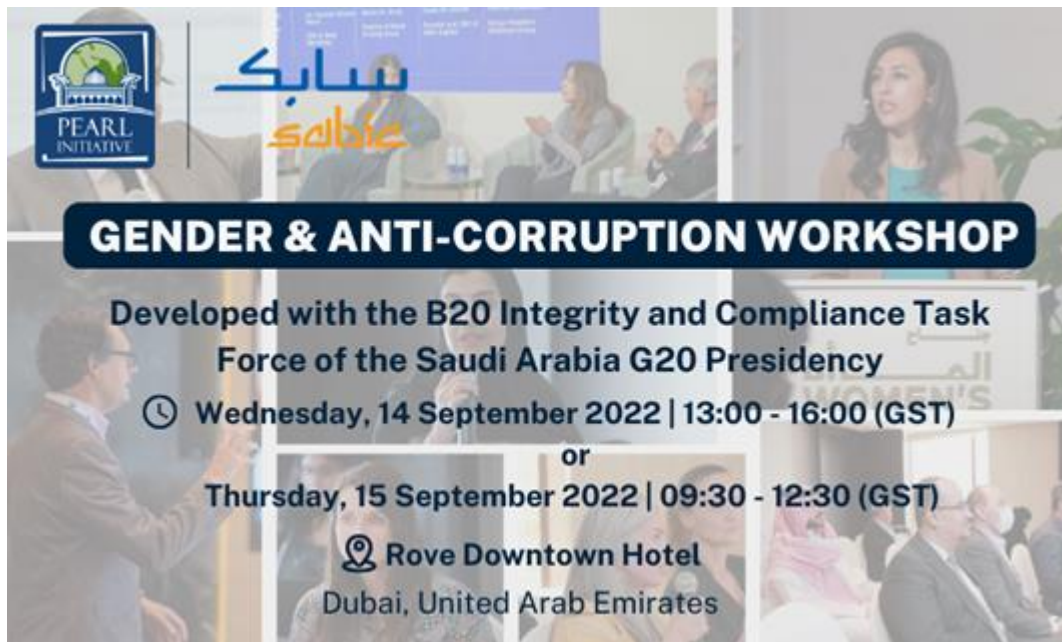 PEARL
INITIATIVE
سابك
sabic
GENDER & ANTI-CORRUPTION WORKSHOP
Developed with the B20 Integrity and Compliance Task
Force of the Saudi Arabia G20 Presidency
Wednesday, 14 September 2022 | 13:00 - 16:00 (GST)
or
Thursday, 15 September 2022 | 09:30 - 12:30 (GST)
Rove Downtown Hotel
Dubai, United Arab Emirates
WOMEN'S